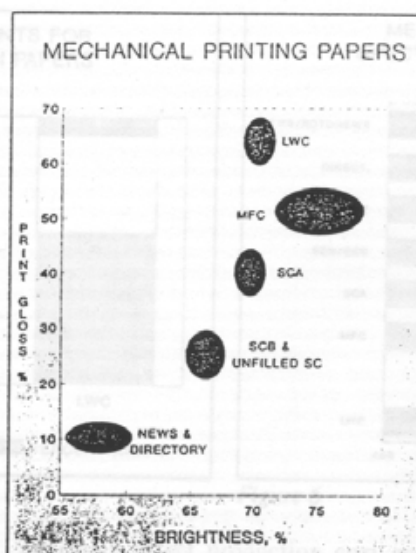 MECHANICAL PRINTING PAPERS
70
60
50
40
30
20
10
0
PRINT GLOSS %
LWC
MFC
SCA
SCB &
UNFILLED SC
NEWS &
DIRECTORY
55
65
70
75
80
BRIGHTNESS, %